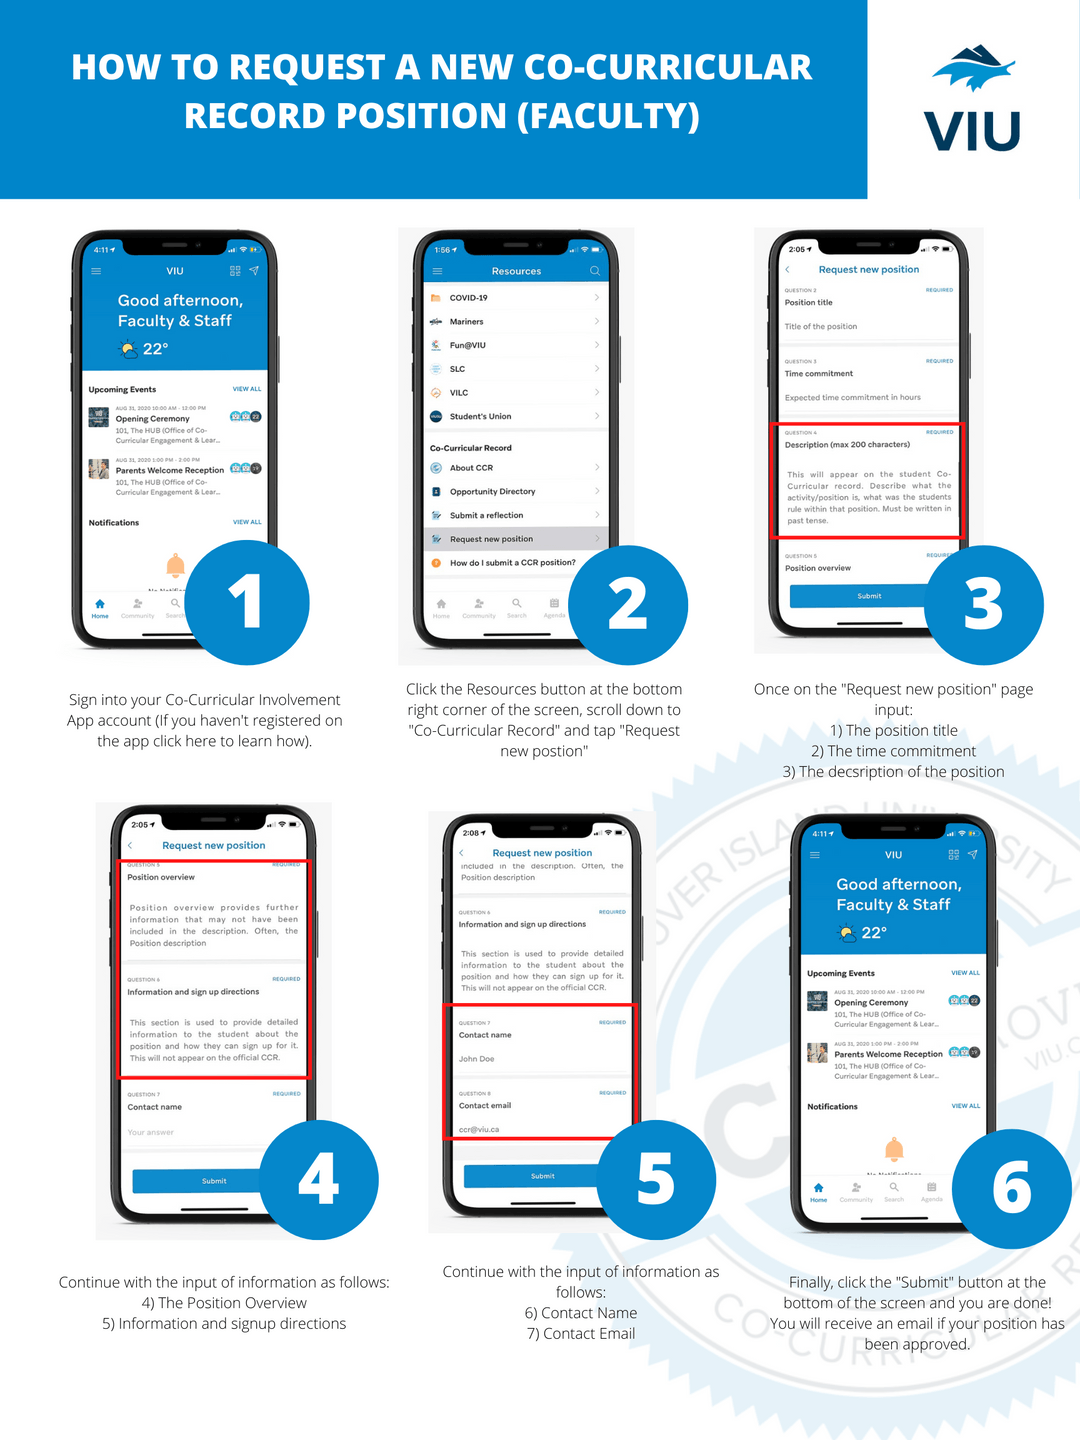 HOW TO REQUEST A NEW CO-CURRICULAR
RECORD POSITION (FACULTY)
VIU
4:11
VIU
Good afternoon,
Faculty & Staff
22°
Upcoming Events VIEW ALL
AUG 31, 2020 10:00 AM - 12:00 PM
Opening Ceremony
101, The HUB (Office of Co-
Curricular Engagement & Lear...
AUG 31, 2020 1:00 PM - 2:00 PM
Parents Welcome Reception
101, The HUB (Office of Co-
Curricular Engagement & Lear...
Notifications VIEW ALL
Home Community
1
Sign into your Co-Curricular Involvement
App account (If you haven't registered on
the app click here to learn how).
1:56
Resources
COVID-19
Mariners
Fun@VIU
SLC
VILC
Student's Union
Co-Curricular Record
About CCR
Opportunity Directory
Submit a reflection
Request new position
How do I submit a CCR position?
Home Community Search Agenda
2
Click the Resources button at the bottom
right corner of the screen, scroll down to
"Co-Curricular Record" and tap "Request
new postion"
2:05
Request new position
QUESTION 2 REQUIRED
Position title
Title of the position
QUESTION 3 REQUIRED
Time commitment
Expected time commitment in hours
QUESTION 4 REQUIRED
Description (max 200 characters)
This will appear on the student Co-
Curricular record. Describe what the
activity/position is, what was the students
rule within that position. Must be written in
past tense.
QUESTION 5 REQUIRED
Position overview
Submit
3
Once on the "Request new position" page
input:
1) The position title
2) The time commitment
3) The decsription of the position
2:05
Request new position
QUESTION 5 REQUIRED
Position overview
Position overview provides further
information that may not have been
included in the description. Often, the
Position description
QUESTION 6 REQUIRED
Information and sign up directions
This section is used to provide detailed
information to the student about the
position and how they can sign up for it.
This will not appear on the official CCR.
QUESTION 7 REQUIRED
Contact name
Your answer
Submit
4
Continue with the input of information as follows:
4) The Position Overview
5) Information and signup directions
2:08
Request new position
included in the description. Often, the
Position description
QUESTION 6 REQUIRED
Information and sign up directions
This section is used to provide detailed
information to the student about the
position and how they can sign up for it.
This will not appear on the official CCR.
QUESTION 7 REQUIRED
Contact name
John Doe
QUESTION 8 REQUIRED
Contact email
ccr@viu.ca
Submit
5
Continue with the input of information as
follows:
6) Contact Name
7) Contact Email
4:11
VIU
Good afternoon,
Faculty & Staff
22°
Upcoming Events VIEW ALL
AUG 31, 2020 10:00 AM - 12:00 PM
Opening Ceremony
101, The HUB (Office of Co-
Curricular Engagement & Lear...
AUG 31, 2020 1:00 PM - 2:00 PM
Parents Welcome Reception
101, The HUB (Office of Co-
Curricular Engagement & Lear...
Notifications VIEW ALL
Home Community Search Agenda
6
Finally, click the "Submit" button at the
bottom of the screen and you are done!
You will receive an email if your position has
been approved.